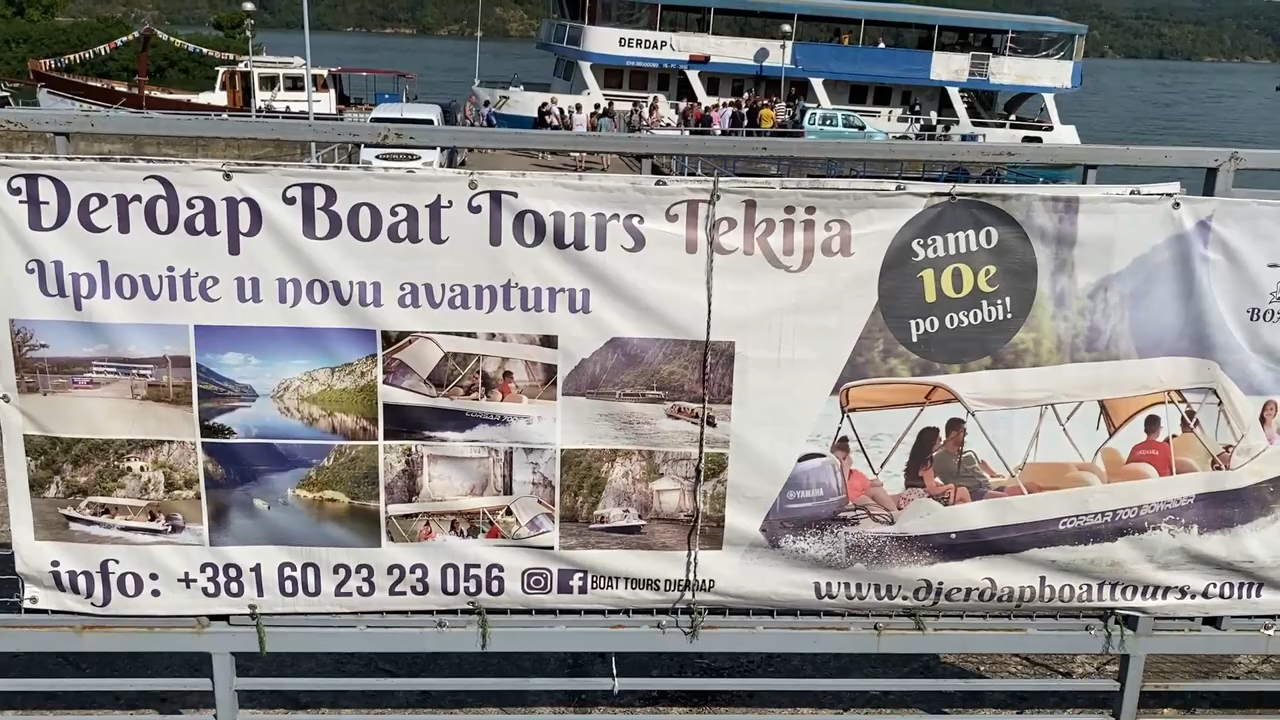 ĐERDAP
Đerdap Boat Tours Tekija
Uplovite u novu avanturu
samo
10e
po osobi!
CORSAR 700
YAMAHA
CORSAR 700 BOWRIDER
info: +381 60 23 23 056 BOAT TOURS DJERDAP
www.djerdapboattours.com